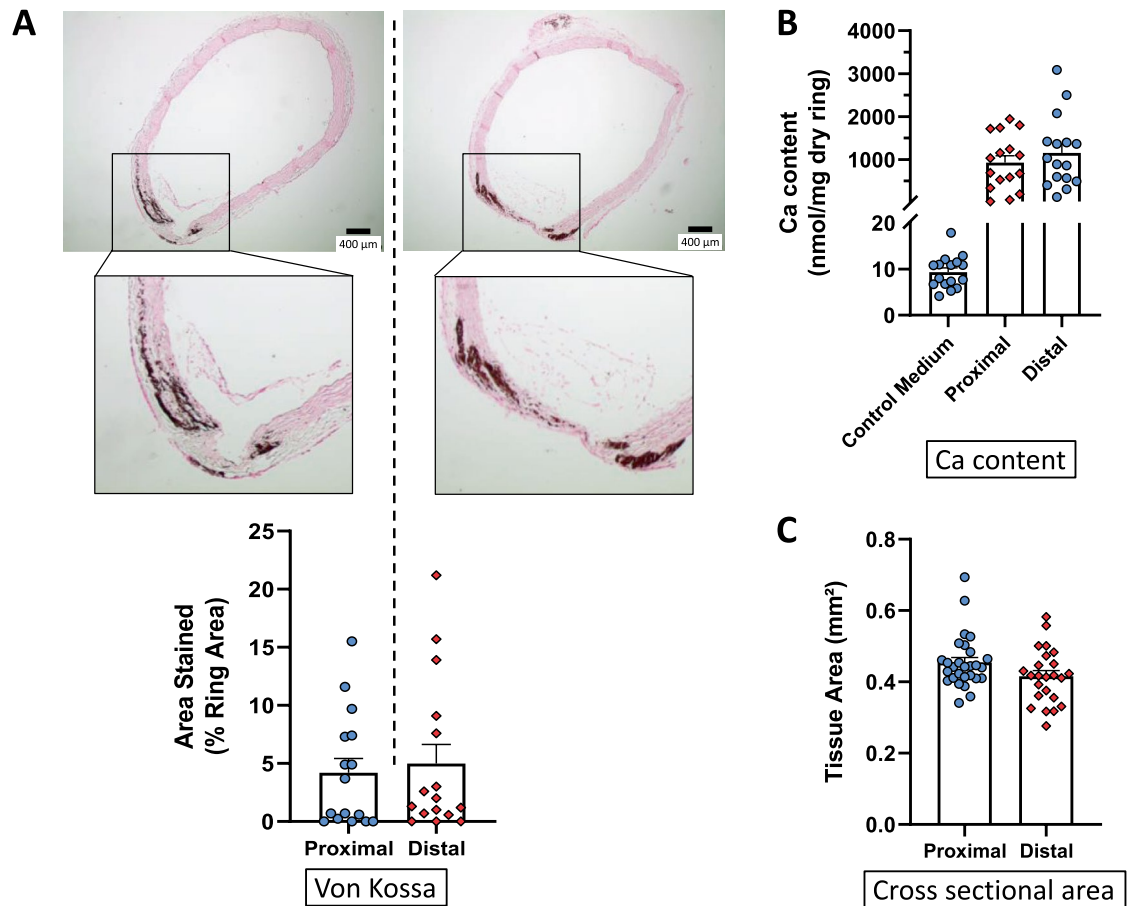 A
400 µm
400 µm
25
20
15
10
5
0
Area Stained
(% Ring Area)
Proximal
Distal
Von Kossa
B
4000
3000
2000
1000
20
10
0
Ca content
(nmol/mg dry ring)
Control Medium
Proximal
Distal
Ca content
C
0.8
0.6
0.4
0.2
0.0
Tissue Area (mm²)
Proximal
Distal
Cross sectional area